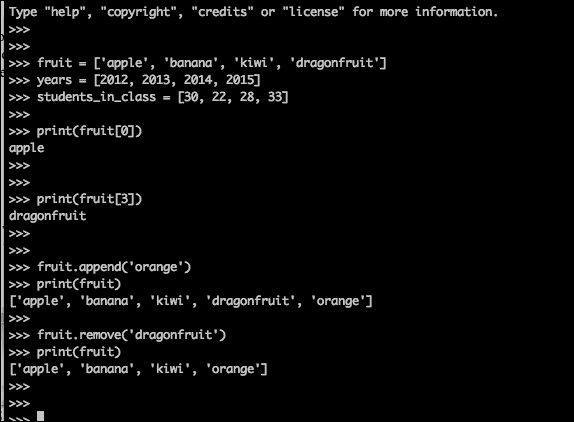 Type "help", "copyright", "credits" or "license" for more information.
>>>
>>>
>>> fruit = ['apple', 'banana', 'kiwi', 'dragonfruit']
>>> years = [2012, 2013, 2014, 2015]
>>> students_in_class = [30, 22, 28, 33]
>>>
>>> print(fruit[0])
apple
>>>
>>>
>>> print(fruit[3])
dragonfruit
>>>
>>>
>>> fruit.append('orange')
>>> print(fruit)
['apple', 'banana', 'kiwi', 'dragonfruit', 'orange']
>>>
>>> fruit.remove('dragonfruit')
>>> print(fruit)
['apple', 'banana', 'kiwi', 'orange']
>>>
>>>
>>>